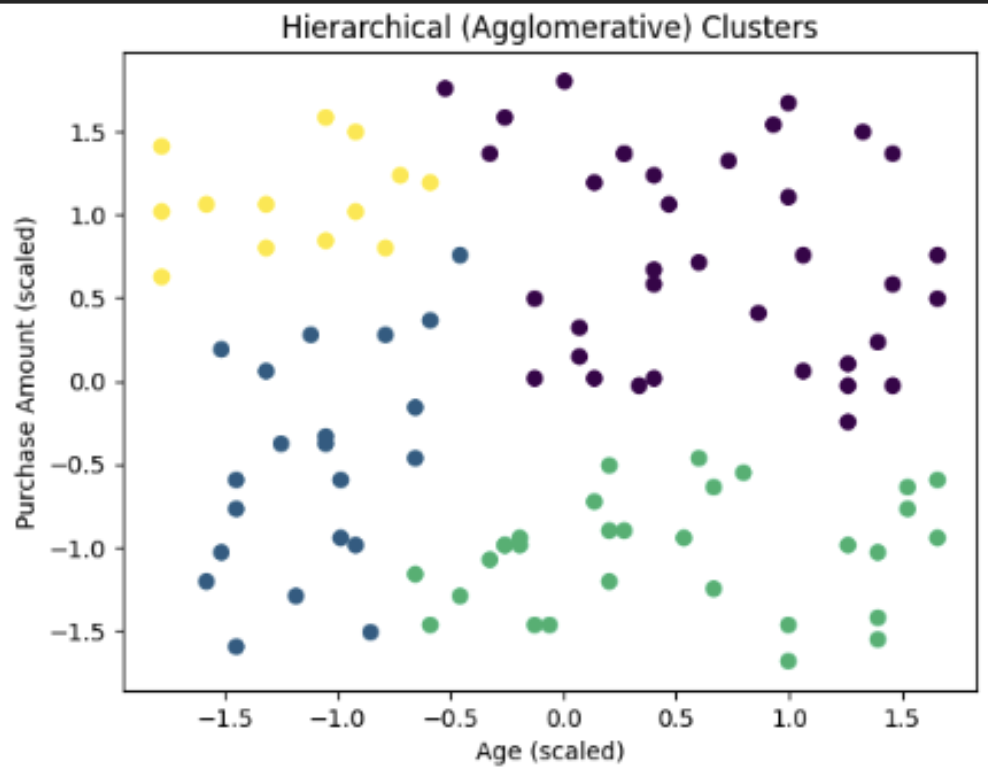 Hierarchical (Agglomerative) Clusters
Purchase Amount (scaled)
1.5
1.0
0.5
0.0
−0.5
−1.0
−1.5
−1.5 −1.0 −0.5 0.0 0.5 1.0 1.5
Age (scaled)